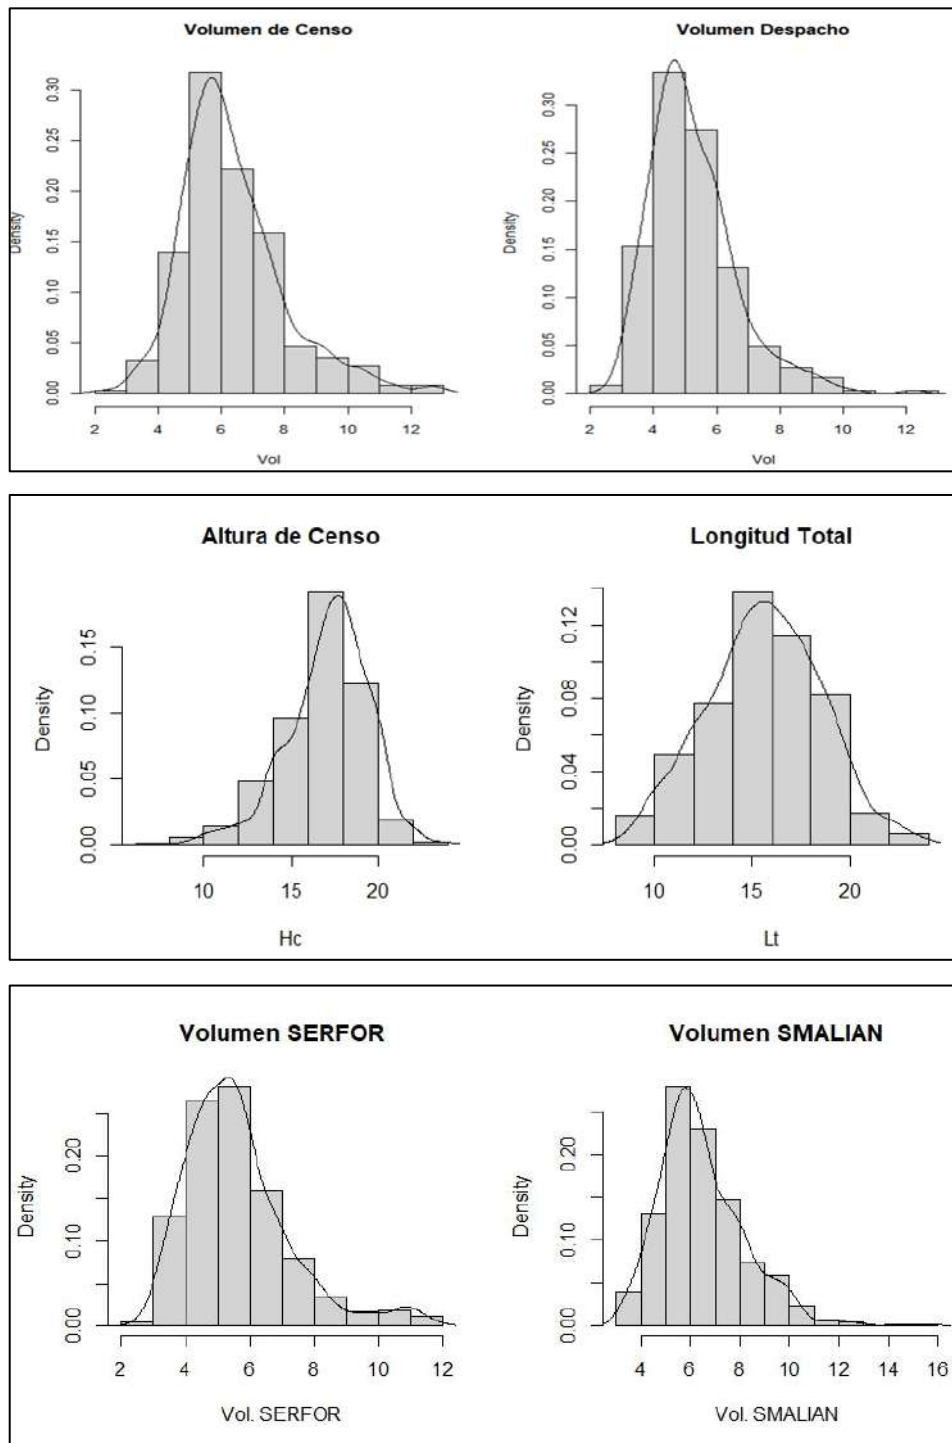 Volumen de Censo
Density
0.00 0.05 0.10 0.15 0.20 0.25 0.30
2 4 6 8 10 12
Vol
Volumen Despacho
Density
0.00 0.05 0.10 0.15 0.20 0.25 0.30
2 4 6 8 10 12
Vol
Altura de Censo
Density
0.00 0.05 0.10 0.15
10 15 20
Hc
Longitud Total
Density
0.00 0.04 0.08 0.12
10 15 20
Lt
Volumen SERFOR
Density
0.00 0.10 0.20
2 4 6 8 10 12
Vol. SERFOR
Volumen SMALIAN
Density
0.00 0.10 0.20
4 6 8 10 12 14 16
Vol. SMALIAN